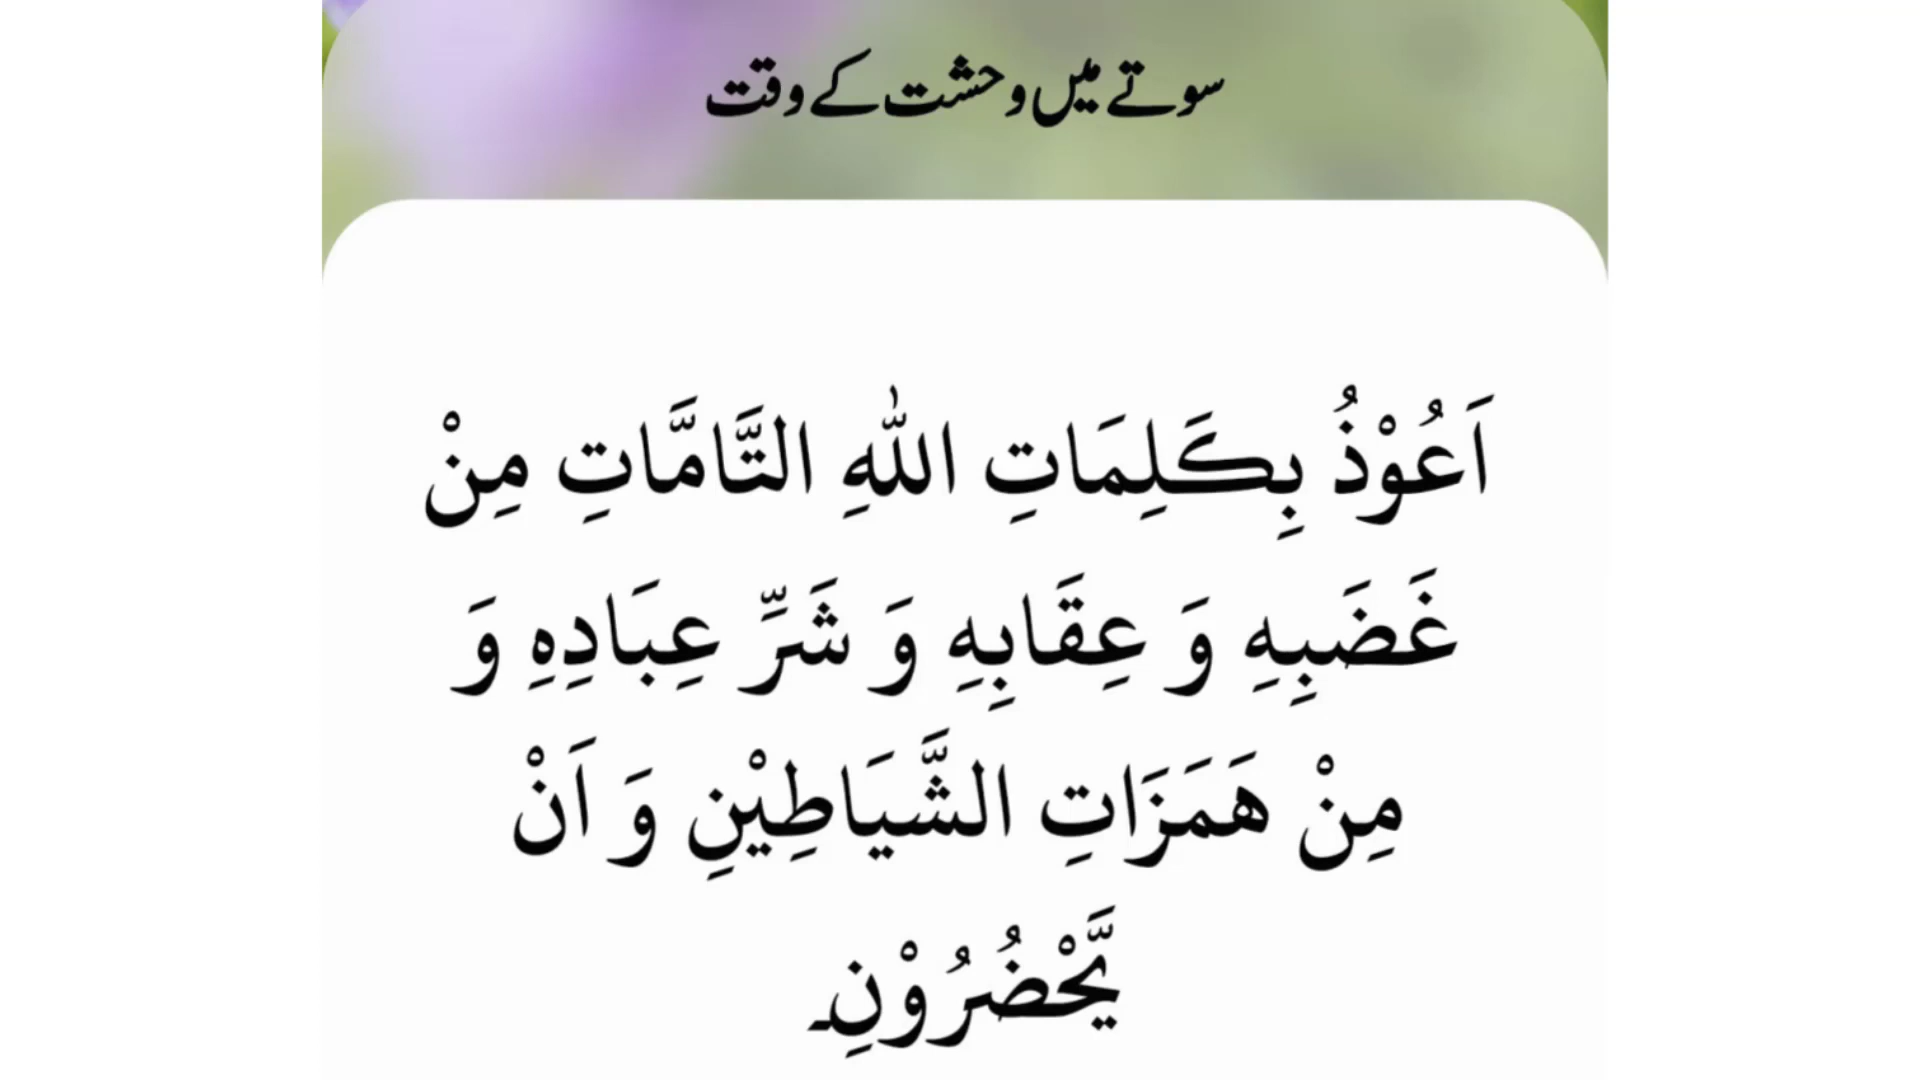 سوتے میں وحشت کے وقت
اَعُوْذُ بِكَلِمَاتِ اللّٰهِ التَّامَّاتِ مِنْ
غَضَبِهِ وَ عِقَابِهِ وَ شَرِّ عِبَادِهِ وَ
مِنْ هَمَزَاتِ الشَّيَاطِيْنِ وَ اَنْ
يَّحْضُرُوْنِ۔